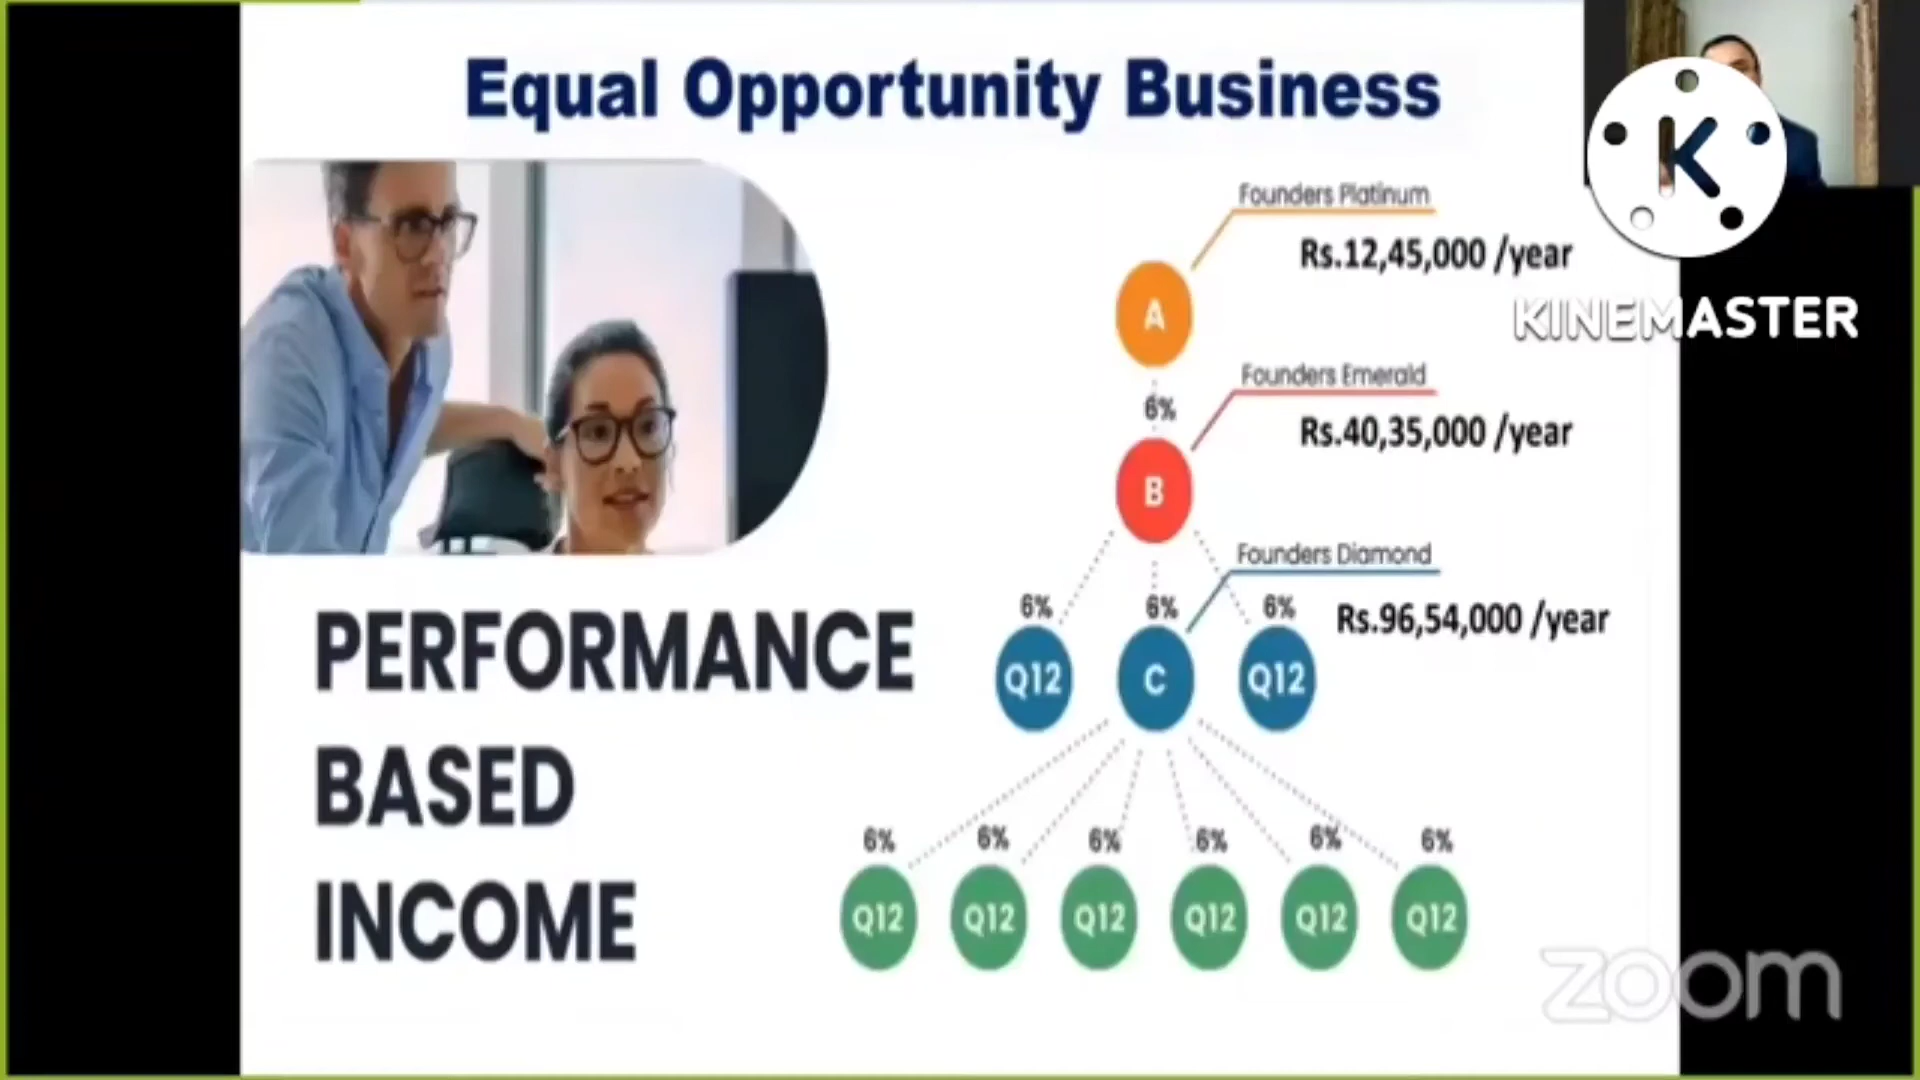 Equal Opportunity Business
Founders Platinum
Rs.12,45,000 /year
A
6%
Founders Emerald
Rs.40,35,000 /year
B
Founders Diamond
Rs.96,54,000 /year
6% 6% 6%
Q12 C Q12
6% 6% 6% 6% 6% 6%
Q12 Q12 Q12 Q12 Q12 Q12
PERFORMANCE
BASED
INCOME
K
KINEMASTER
zoom